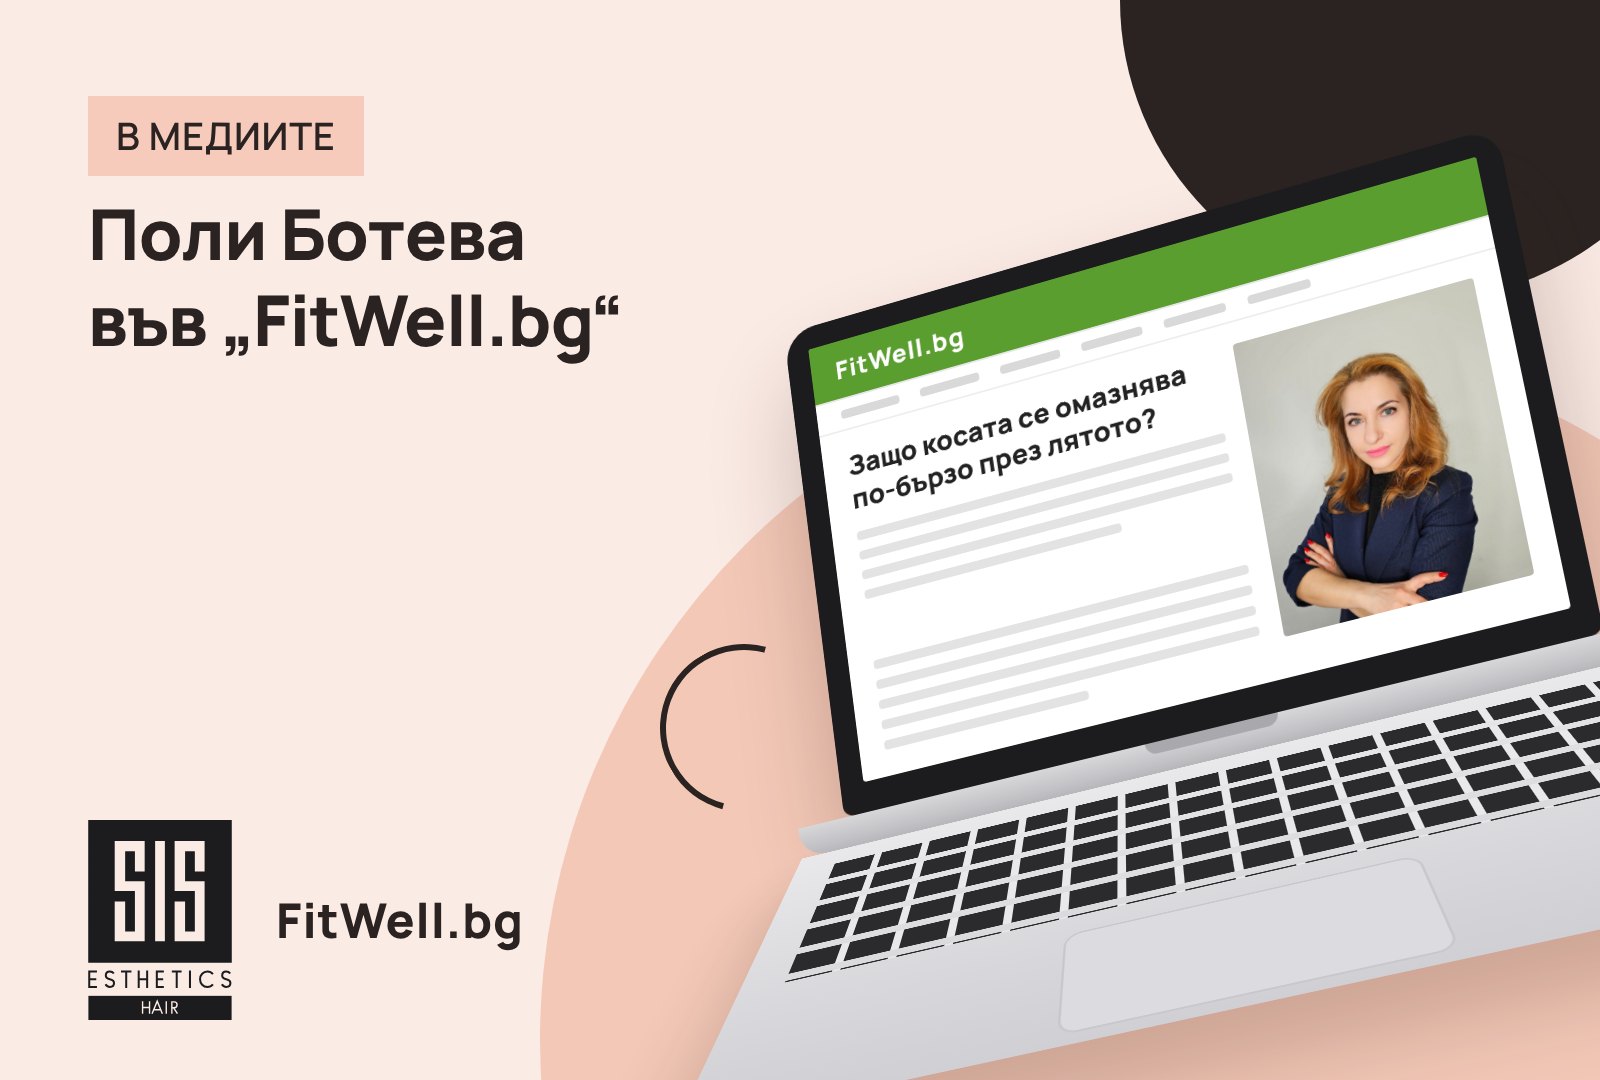 В МЕДИИТЕ
Поли Ботева
във „FitWell.bg“
FitWell.bg
Защо косата се омазнява
по-бързо през лятото?
SIS
ESTHETICS
HAIR
FitWell.bg